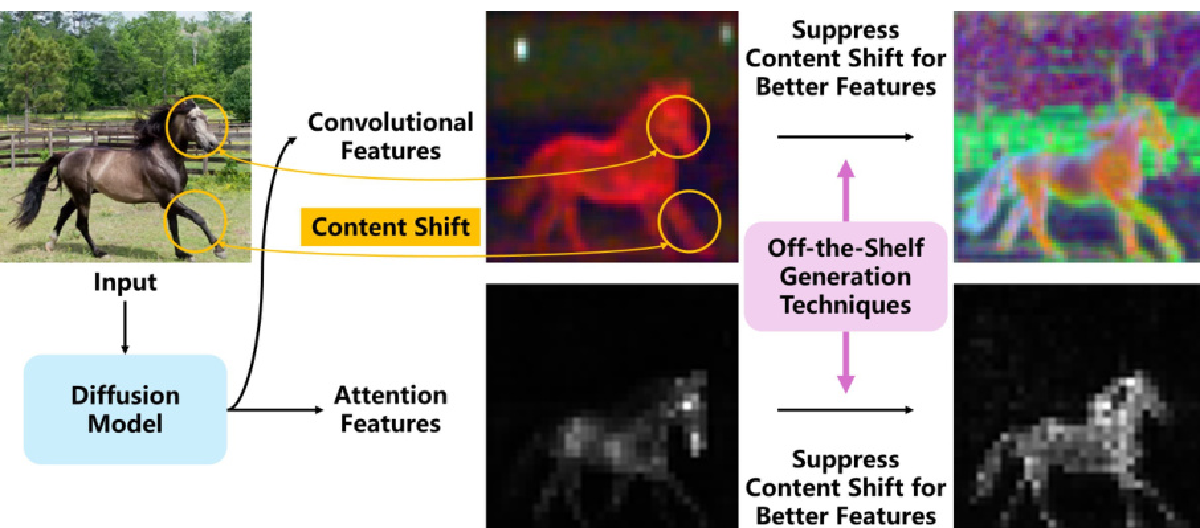 Suppress
Content Shift for
Better Features
Convolutional
Features
Content Shift
Off-the-Shelf
Generation
Techniques
Input
Diffusion
Model
Attention
Features
Suppress
Content Shift for
Better Features